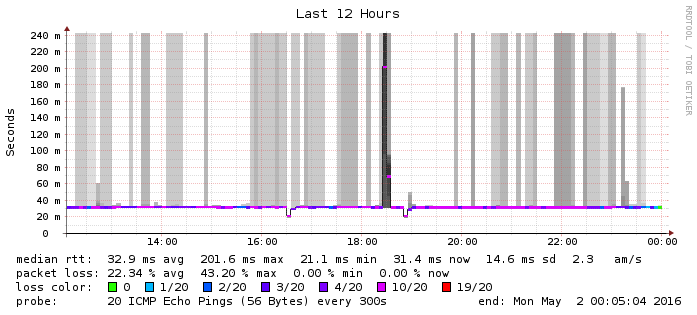 Last 12 Hours
RRDTOOL / TOBI OETIKER
Seconds
240 m
220 m
200 m
180 m
160 m
140 m
120 m
100 m
80 m
60 m
40 m
20 m
0
14:00 16:00 18:00 20:00 22:00 00:00
median rtt: 32.9 ms avg 201.6 ms max 21.1 ms min 31.4 ms now 14.6 ms sd 2.3 am/s
packet loss: 22.34 % avg 43.20 % max 0.00 % min 0.00 % now
loss color: 0 1/20 2/20 3/20 4/20 10/20 19/20
probe: 20 ICMP Echo Pings (56 Bytes) every 300s end: Mon May 2 00:05:04 2016